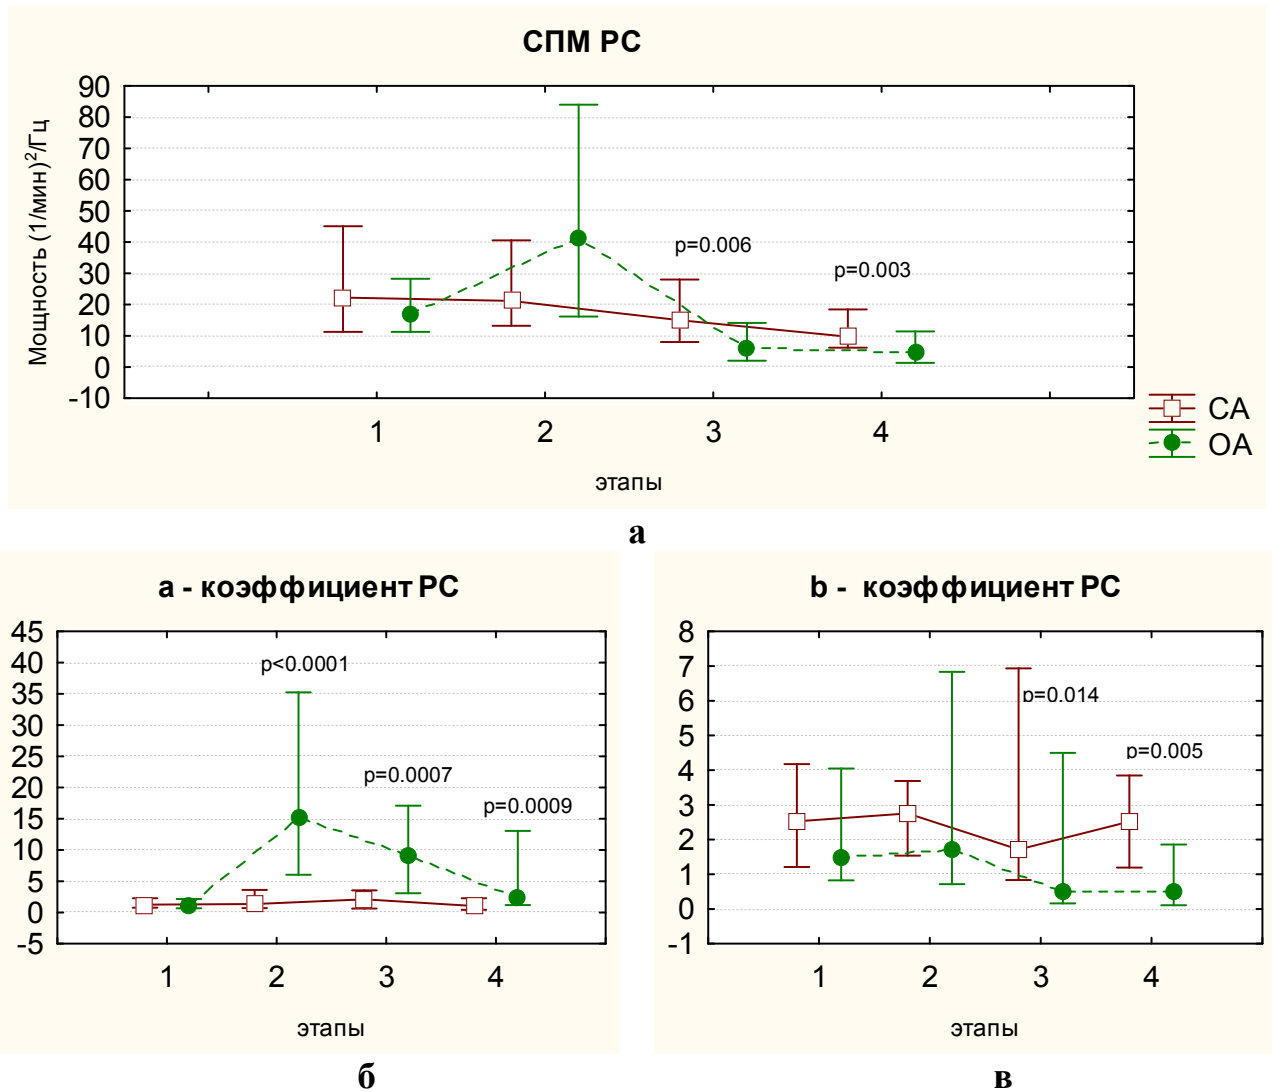 СПМ РС
Мощность (1/мин)²/Гц
90
80
70
60
50
40
30
20
10
0
-10
p=0.006
p=0.003
1 2 3 4
этапы
СА
ОА
а
а - коэффициент РС
45
40
35
30
25
20
15
10
5
0
-5
p<0.0001
p=0.0007
p=0.0009
1 2 3 4
этапы
б
b - коэффициент РС
8
7
6
5
4
3
2
1
0
-1
p=0.014
p=0.005
1 2 3 4
этапы
в